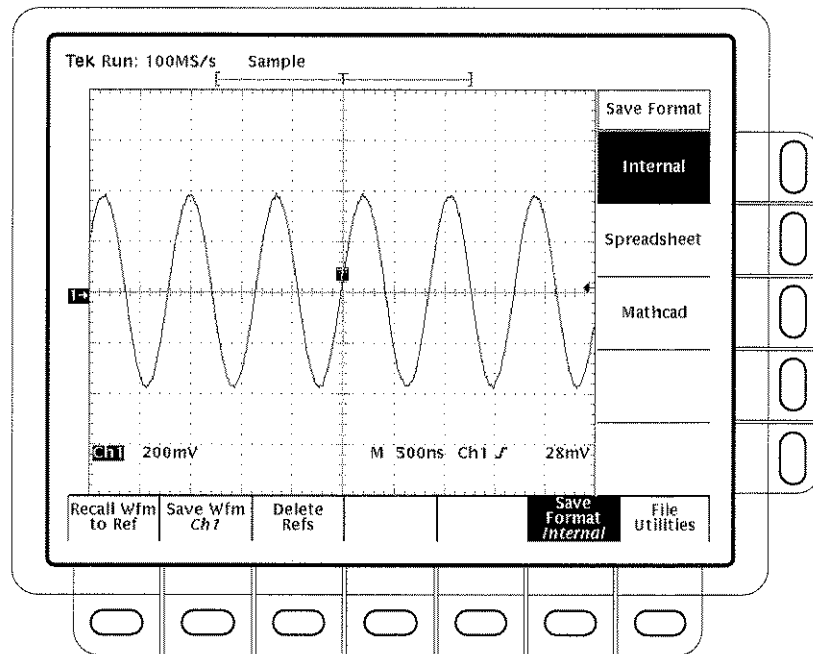 Tek Run: 100MS/s Sample
T
Save Format
Internal
Spreadsheet
T
1→
Mathcad
Ch1 200mV M 500ns Ch1 28mV
Recall Wfm
to Ref
Save Wfm
Ch1
Delete
Refs
Save
Format
Internal
File
Utilities